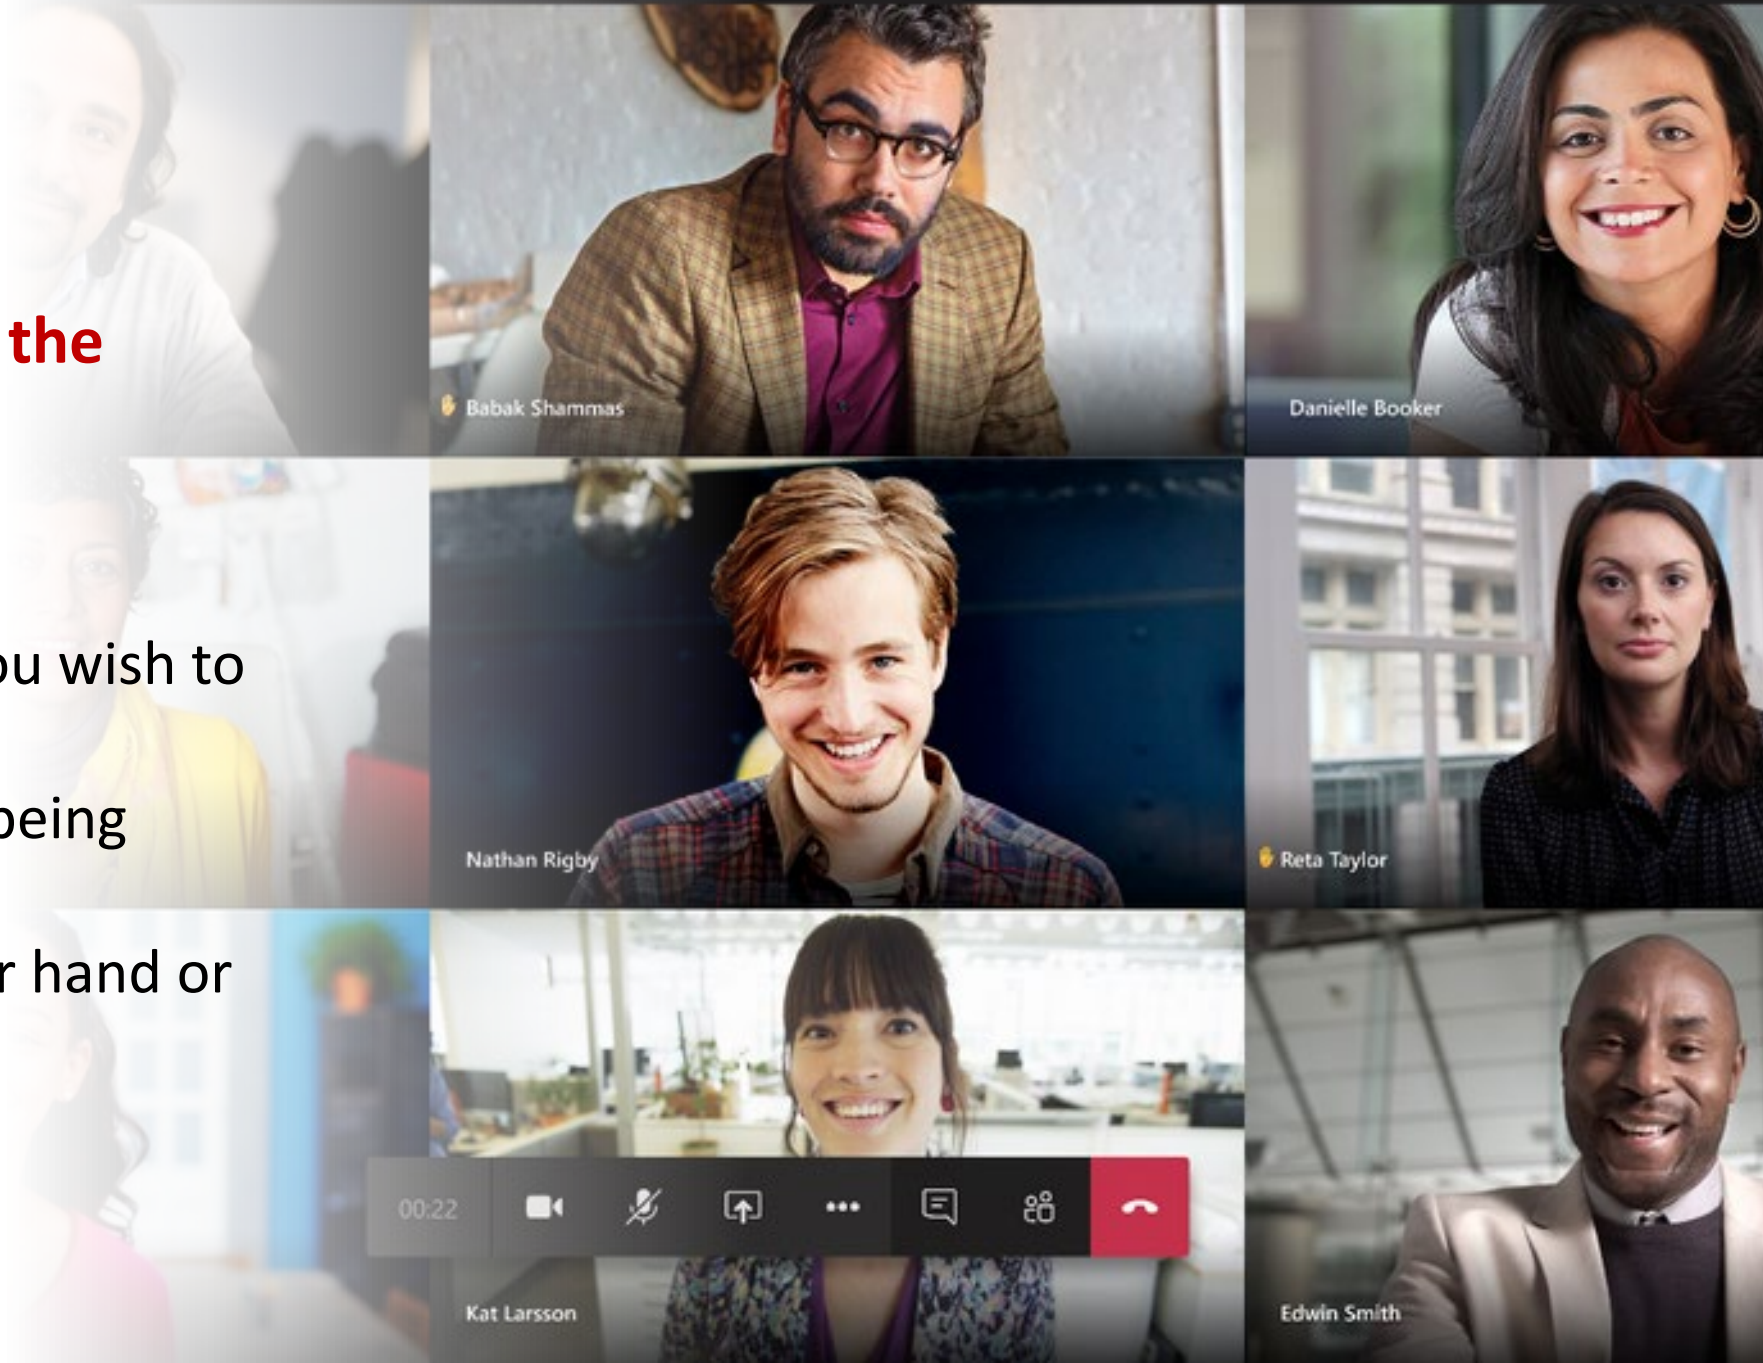 the
Babak Shammas
Danielle Booker
ou wish to
being
Nathan Rigby
Reta Taylor
r hand or
00:22
Kat Larsson
Edwin Smith